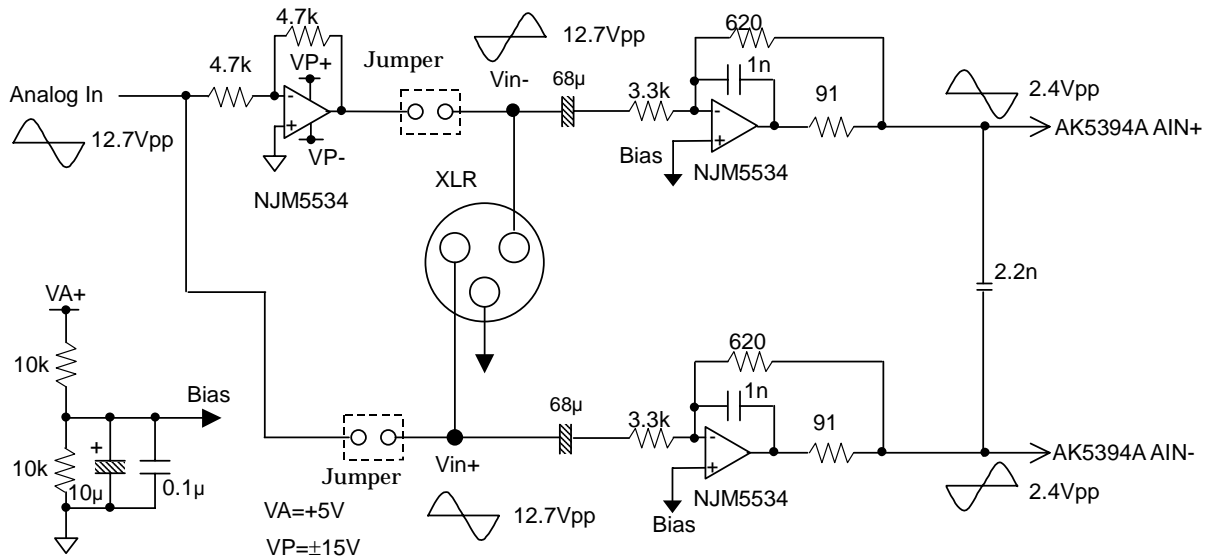 4.7k
4.7k
VP+
VP-
NJM5534
Analog In
12.7Vpp
Jumper
12.7Vpp
Vin-
68µ
3.3k
620
1n
91
Bias
NJM5534
2.4Vpp
AK5394A AIN+
XLR
2.2n
VA+
10k
Bias
10k
+
10µ
0.1µ
Jumper
Vin+
VA=+5V
VP=±15V
12.7Vpp
68µ
3.3k
620
1n
91
Bias
NJM5534
AK5394A AIN-
2.4Vpp